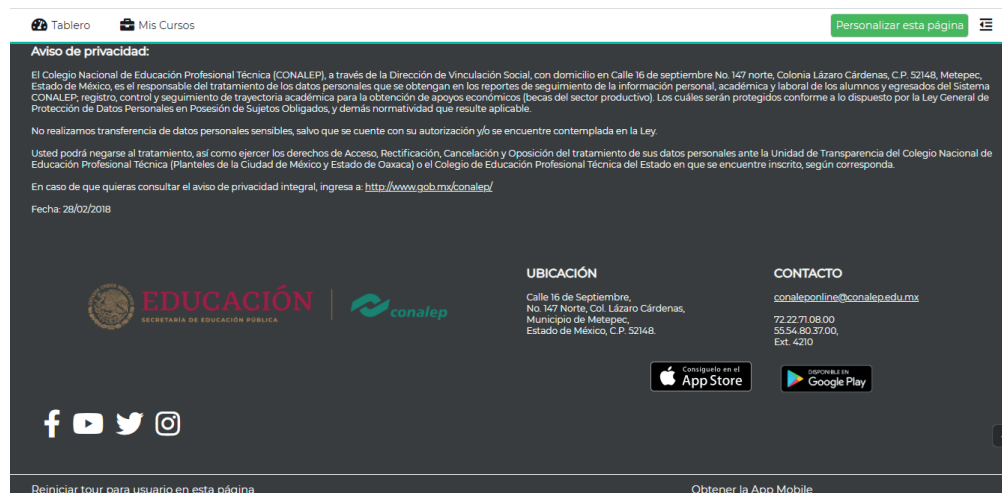 Tablero
Mis Cursos
Personalizar esta página
Aviso de privacidad:
El Colegio Nacional de Educación Profesional Técnica (CONALEP), a través de la Dirección de Vinculación Social, con domicilio en Calle 16 de septiembre No. 147 norte, Colonia Lázaro Cárdenas, C.P. 52148, Metepec,
Estado de México, es el responsable del tratamiento de los datos personales que se obtengan en los reportes de seguimiento de la información personal, académica y laboral de los alumnos y egresados del Sistema
CONALEP; registro, control y seguimiento de trayectoria académica para la obtención de apoyos económicos (becas del sector productivo). Los cuáles serán protegidos conforme a lo dispuesto por la Ley General de
Protección de Datos Personales en Posesión de Sujetos Obligados, y demás normatividad que resulte aplicable.
No realizamos transferencia de datos personales sensibles, salvo que se cuente con su autorización y/o se encuentre contemplada en la Ley.
Usted podrá negarse al tratamiento, así como ejercer los derechos de Acceso, Rectificación, Cancelación y Oposición del tratamiento de sus datos personales ante la Unidad de Transparencia del Colegio Nacional de
Educación Profesional Técnica (Planteles de la Ciudad de México y Estado de Oaxaca) o el Colegio de Educación Profesional Técnica del Estado en que se encuentre inscrito, según corresponda.
En caso de que quieras consultar el aviso de privacidad integral, ingresa a: http://www.gob.mx/conalep/
Fecha: 28/02/2018
EDUCACIÓN
SECRETARÍA DE EDUCACIÓN PÚBLICA
conalep
UBICACIÓN
Calle 16 de Septiembre,
No. 147 Norte, Col. Lázaro Cárdenas,
Municipio de Metepec,
Estado de México, C.P. 52148.
CONTACTO
conaleponline@conalep.edu.mx
72.22.71.08.00
55.54.80.37.00,
Ext. 4210
Consíguelo en el
App Store
DISPONIBLE EN
Google Play
Reiniciar tour para usuario en esta página
Obtener la App Mobile